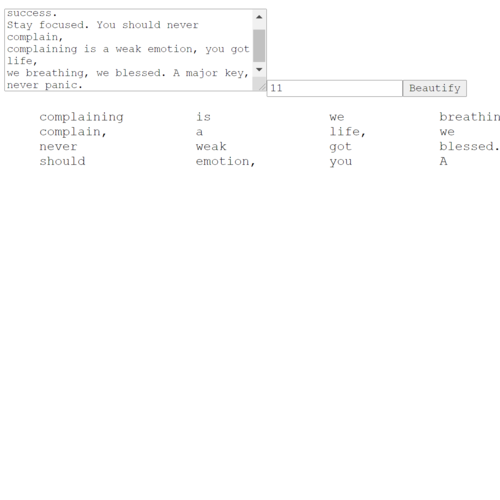 success.
Stay focused. You should never
complain,
complaining is a weak emotion, you got
life,
we breathing, we blessed. A major key,
never panic.
11 Beautify
complaining is we breathin
complain, a life, we
never weak got blessed.
should emotion, you A